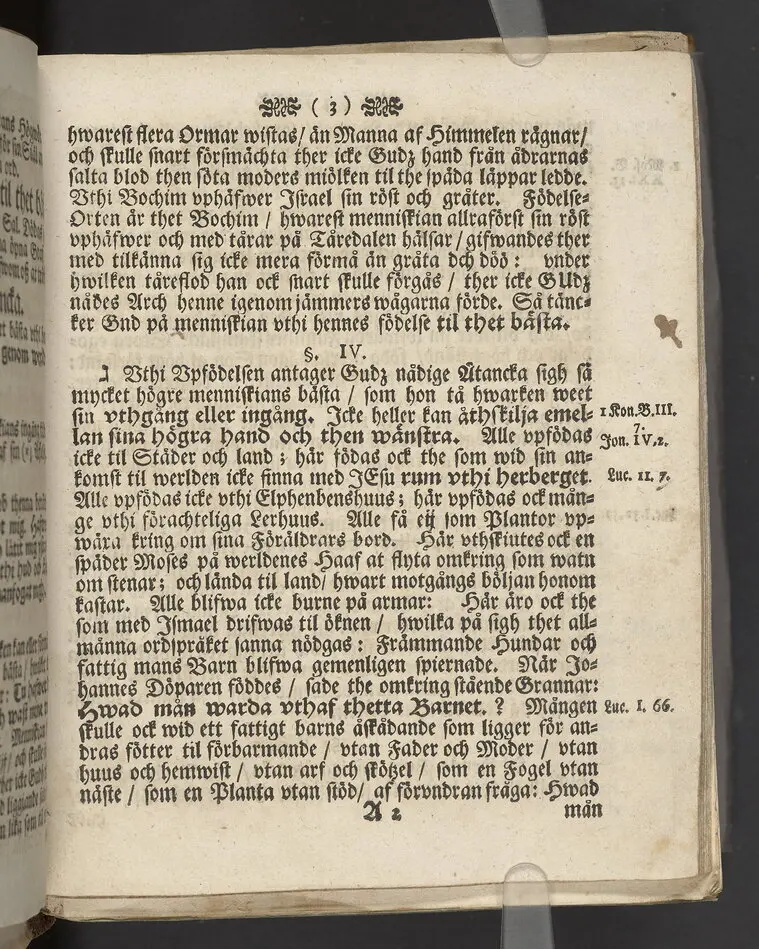 ( 3 )
hwarest flera Ormar wistas/ än Manna af Himmelen rägnar/
och skulle snart försmächta ther icke Gudz hand från ådrarnas
salta blod then söta moders miölken til the späda läppar ledde.
Vthi Bochim vphäfwer Israel sin röst och gråter. Födelse-
Orten är thet Bochim / hwarest menniskian allraförst sin röst
vphäfwer och med tårar på Tåredalen hälsar / gifwandes ther
med tilkänna sig icke mera förmå än gråta och döö: vnder
hwilken tåreflod han ock snart skulle förgås / ther icke GUdz
nådes Arch henne igenom jämmers wågarna förde. Så tänc-
ker Gud på menniskian vthi hennes födelse til thet bästa.
§. IV.
Vthi Vpfödelsen antager Gudz nådige Åtancka sigh så
mycket högre menniskians bästa / som hon tå hwarken weet
sin vthgång eller ingång. Icke heller kan åthskilja emel-
lan sina högra hand och then wänstra. Alle vpfödas
icke til Städer och land ; här födas ock the som wid sin an-
komst til werlden icke finna med JEsu rum vthi herberget.
Alle vpfödas icke vthi Elphenbenshuus ; här vpfödas ock mån-
ge vthi förachteliga Lerhuus. Alle få eij som Plantor vp-
wäxa kring om sina Föräldrars bord. Här vthskiutes ock en
späder Moses på werldenes Haaf at flyta omkring som watn
om stenar; och lända til land/ hwart motgångs böljan honom
kastar. Alle blifwa icke burne på armar: Här äro ock the
som med Ismael drifwas til öknen / hwilka på sigh thet all-
männa ordspråket sanna nödgas : Främmande Hundar och
fattig mans Barn blifwa gemenligen spiernade. När Jo-
hannes Döparen föddes / sade the omkring stående Grannar:
Hwad mån warda vthaf thetta Barnet. ? Mången
skulle ock wid ett fattigt barns åskådande som ligger för an-
dras fötter til förbarmande / vtan Fader och Moder / vtan
huus och hemwist / vtan arf och skötzel / som en Fogel vtan
näste / som en Planta vtan stöd/ af förvndran fråga: Hwad
A 2 mån
1 Kon.B.III.
7.
Jon. IV,2.
Luc. 11. 7.
Luc. I. 66.